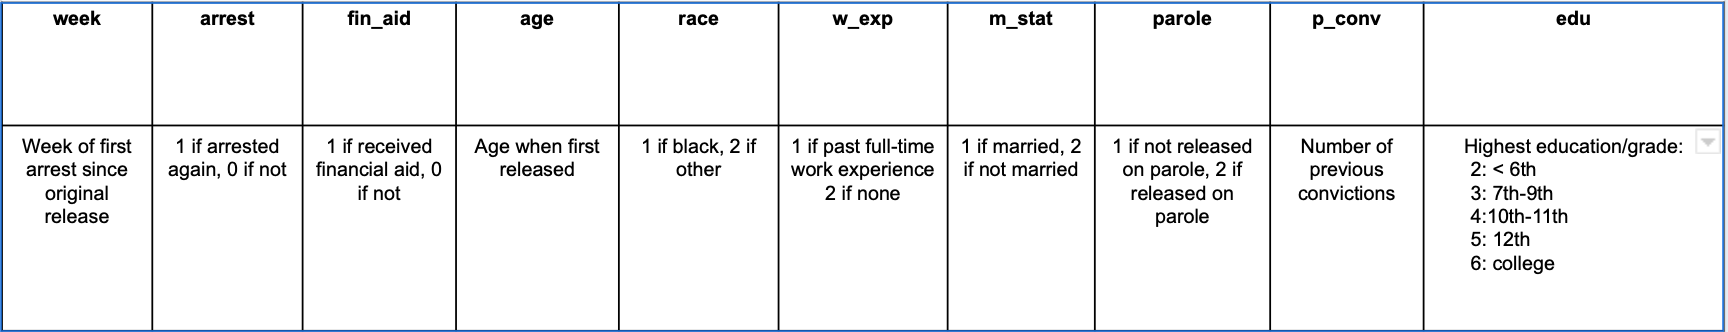 week arrest fin_aid age race w_exp m_stat parole p_conv edu
Week of first
arrest since
original
release
1 if arrested
again, 0 if not
1 if received
financial aid, 0
if not
Age when first
released
1 if black, 2 if
other
1 if past full-time
work experience
2 if none
1 if married, 2
if not married
1 if not released
on parole, 2 if
released on
parole
Number of
previous
convictions
Highest education/grade:
2: < 6th
3: 7th-9th
4:10th-11th
5: 12th
6: college